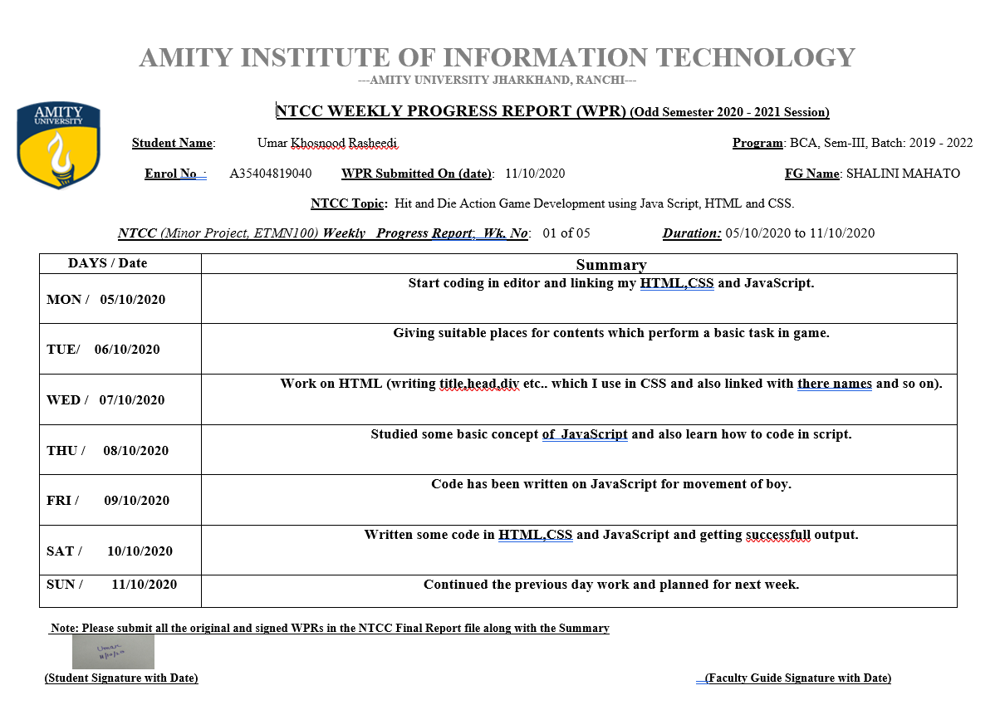 AMITY INSTITUTE OF INFORMATION TECHNOLOGY
---AMITY UNIVERSITY JHARKHAND, RANCHI---
AMITY
UNIVERSITY
NTCC WEEKLY PROGRESS REPORT (WPR) (Odd Semester 2020 - 2021 Session)
Student Name: Umar Khosnood Rasheedi Program: BCA, Sem-III, Batch: 2019 - 2022
Enrol No : A35404819040 WPR Submitted On (date): 11/10/2020 FG Name: SHALINI MAHATO
NTCC Topic: Hit and Die Action Game Development using Java Script, HTML and CSS.
NTCC (Minor Project, ETMN100) Weekly Progress Report; Wk. No: 01 of 05 Duration: 05/10/2020 to 11/10/2020
DAYS / Date Summary
MON / 05/10/2020 Start coding in editor and linking my HTML,CSS and JavaScript.
TUE/ 06/10/2020 Giving suitable places for contents which perform a basic task in game.
WED / 07/10/2020 Work on HTML (writing title,head,div etc.. which I use in CSS and also linked with there names and so on).
THU / 08/10/2020 Studied some basic concept of JavaScript and also learn how to code in script.
FRI / 09/10/2020 Code has been written on JavaScript for movement of boy.
SAT / 10/10/2020 Written some code in HTML,CSS and JavaScript and getting successfull output.
SUN / 11/10/2020 Continued the previous day work and planned for next week.
Note: Please submit all the original and signed WPRs in the NTCC Final Report file along with the Summary
Umar
11/10/20
(Student Signature with Date) (Faculty Guide Signature with Date)